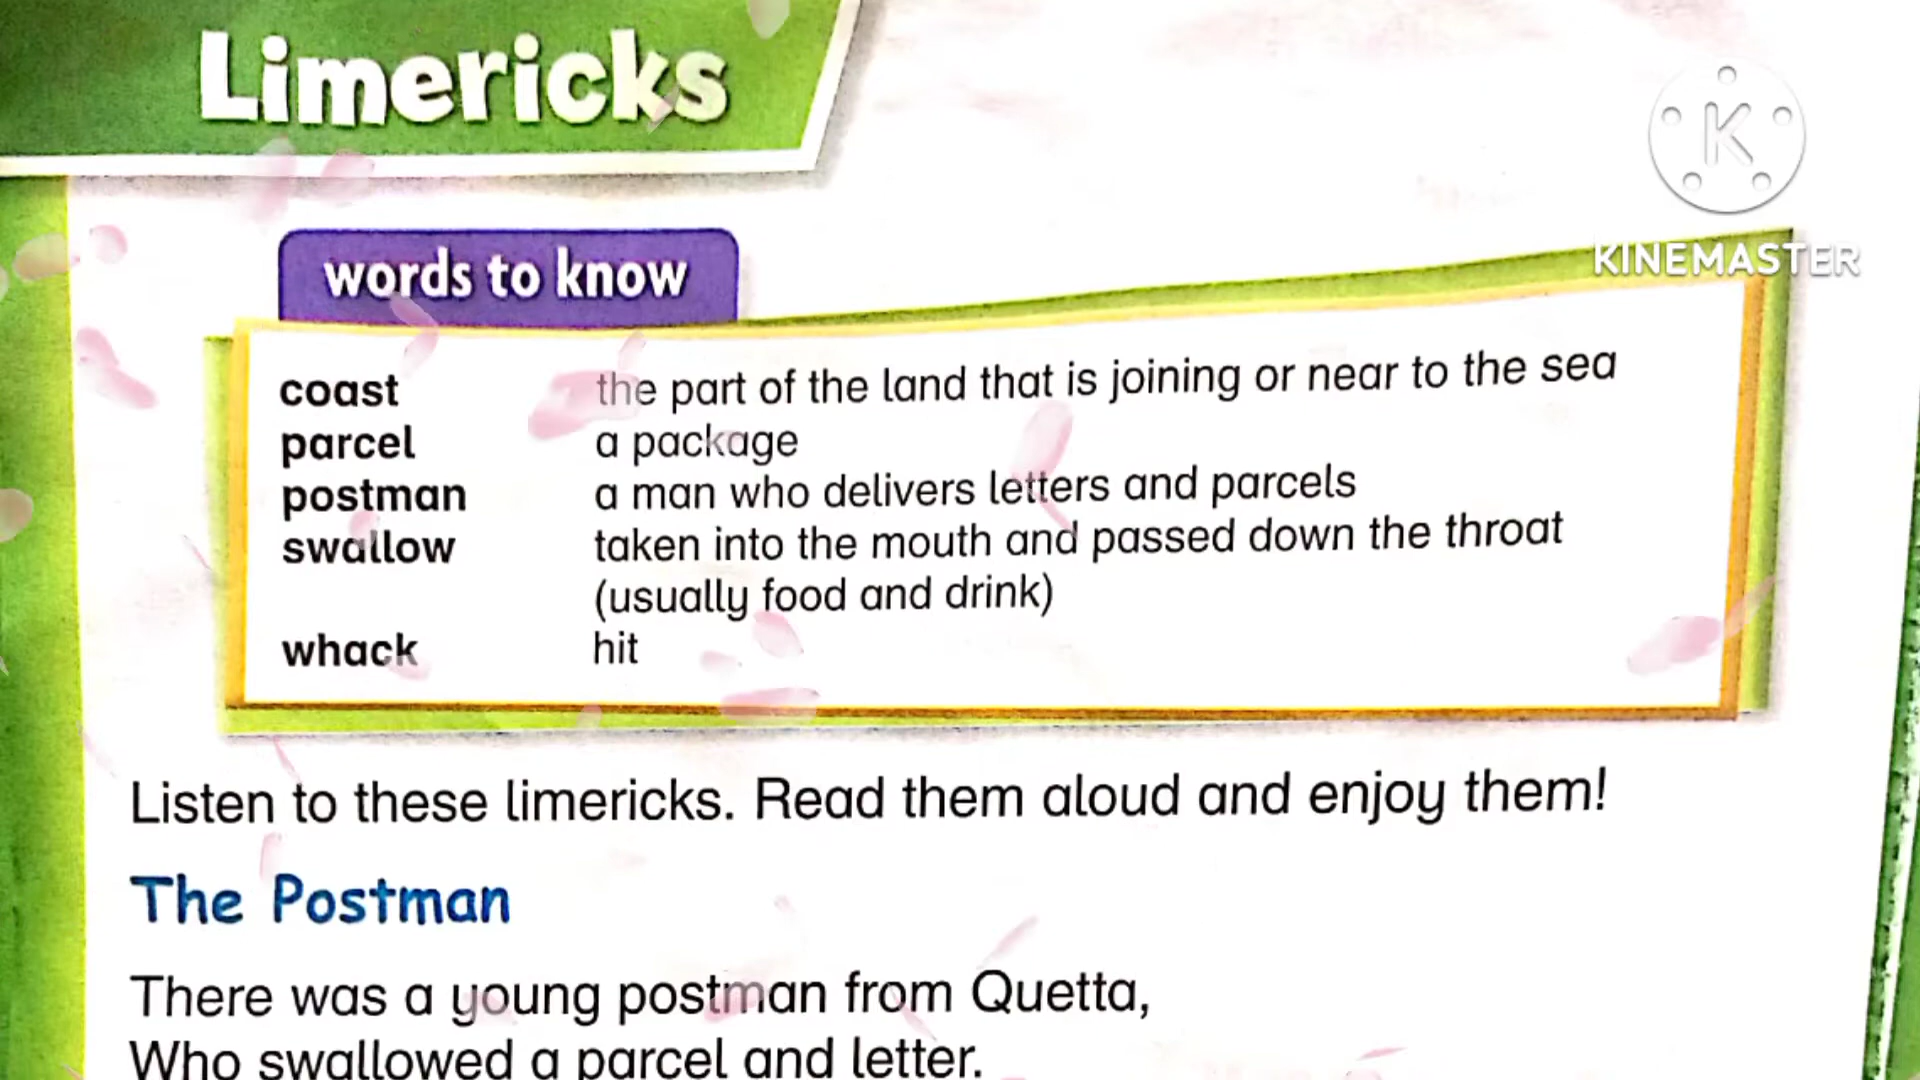 Limericks
K
KINEMASTER
words to know
coast the part of the land that is joining or near to the sea
parcel a package
postman a man who delivers letters and parcels
swallow taken into the mouth and passed down the throat
(usually food and drink)
whack hit
Listen to these limericks. Read them aloud and enjoy them!
The Postman
There was a young postman from Quetta,
Who swallowed a parcel and letter.